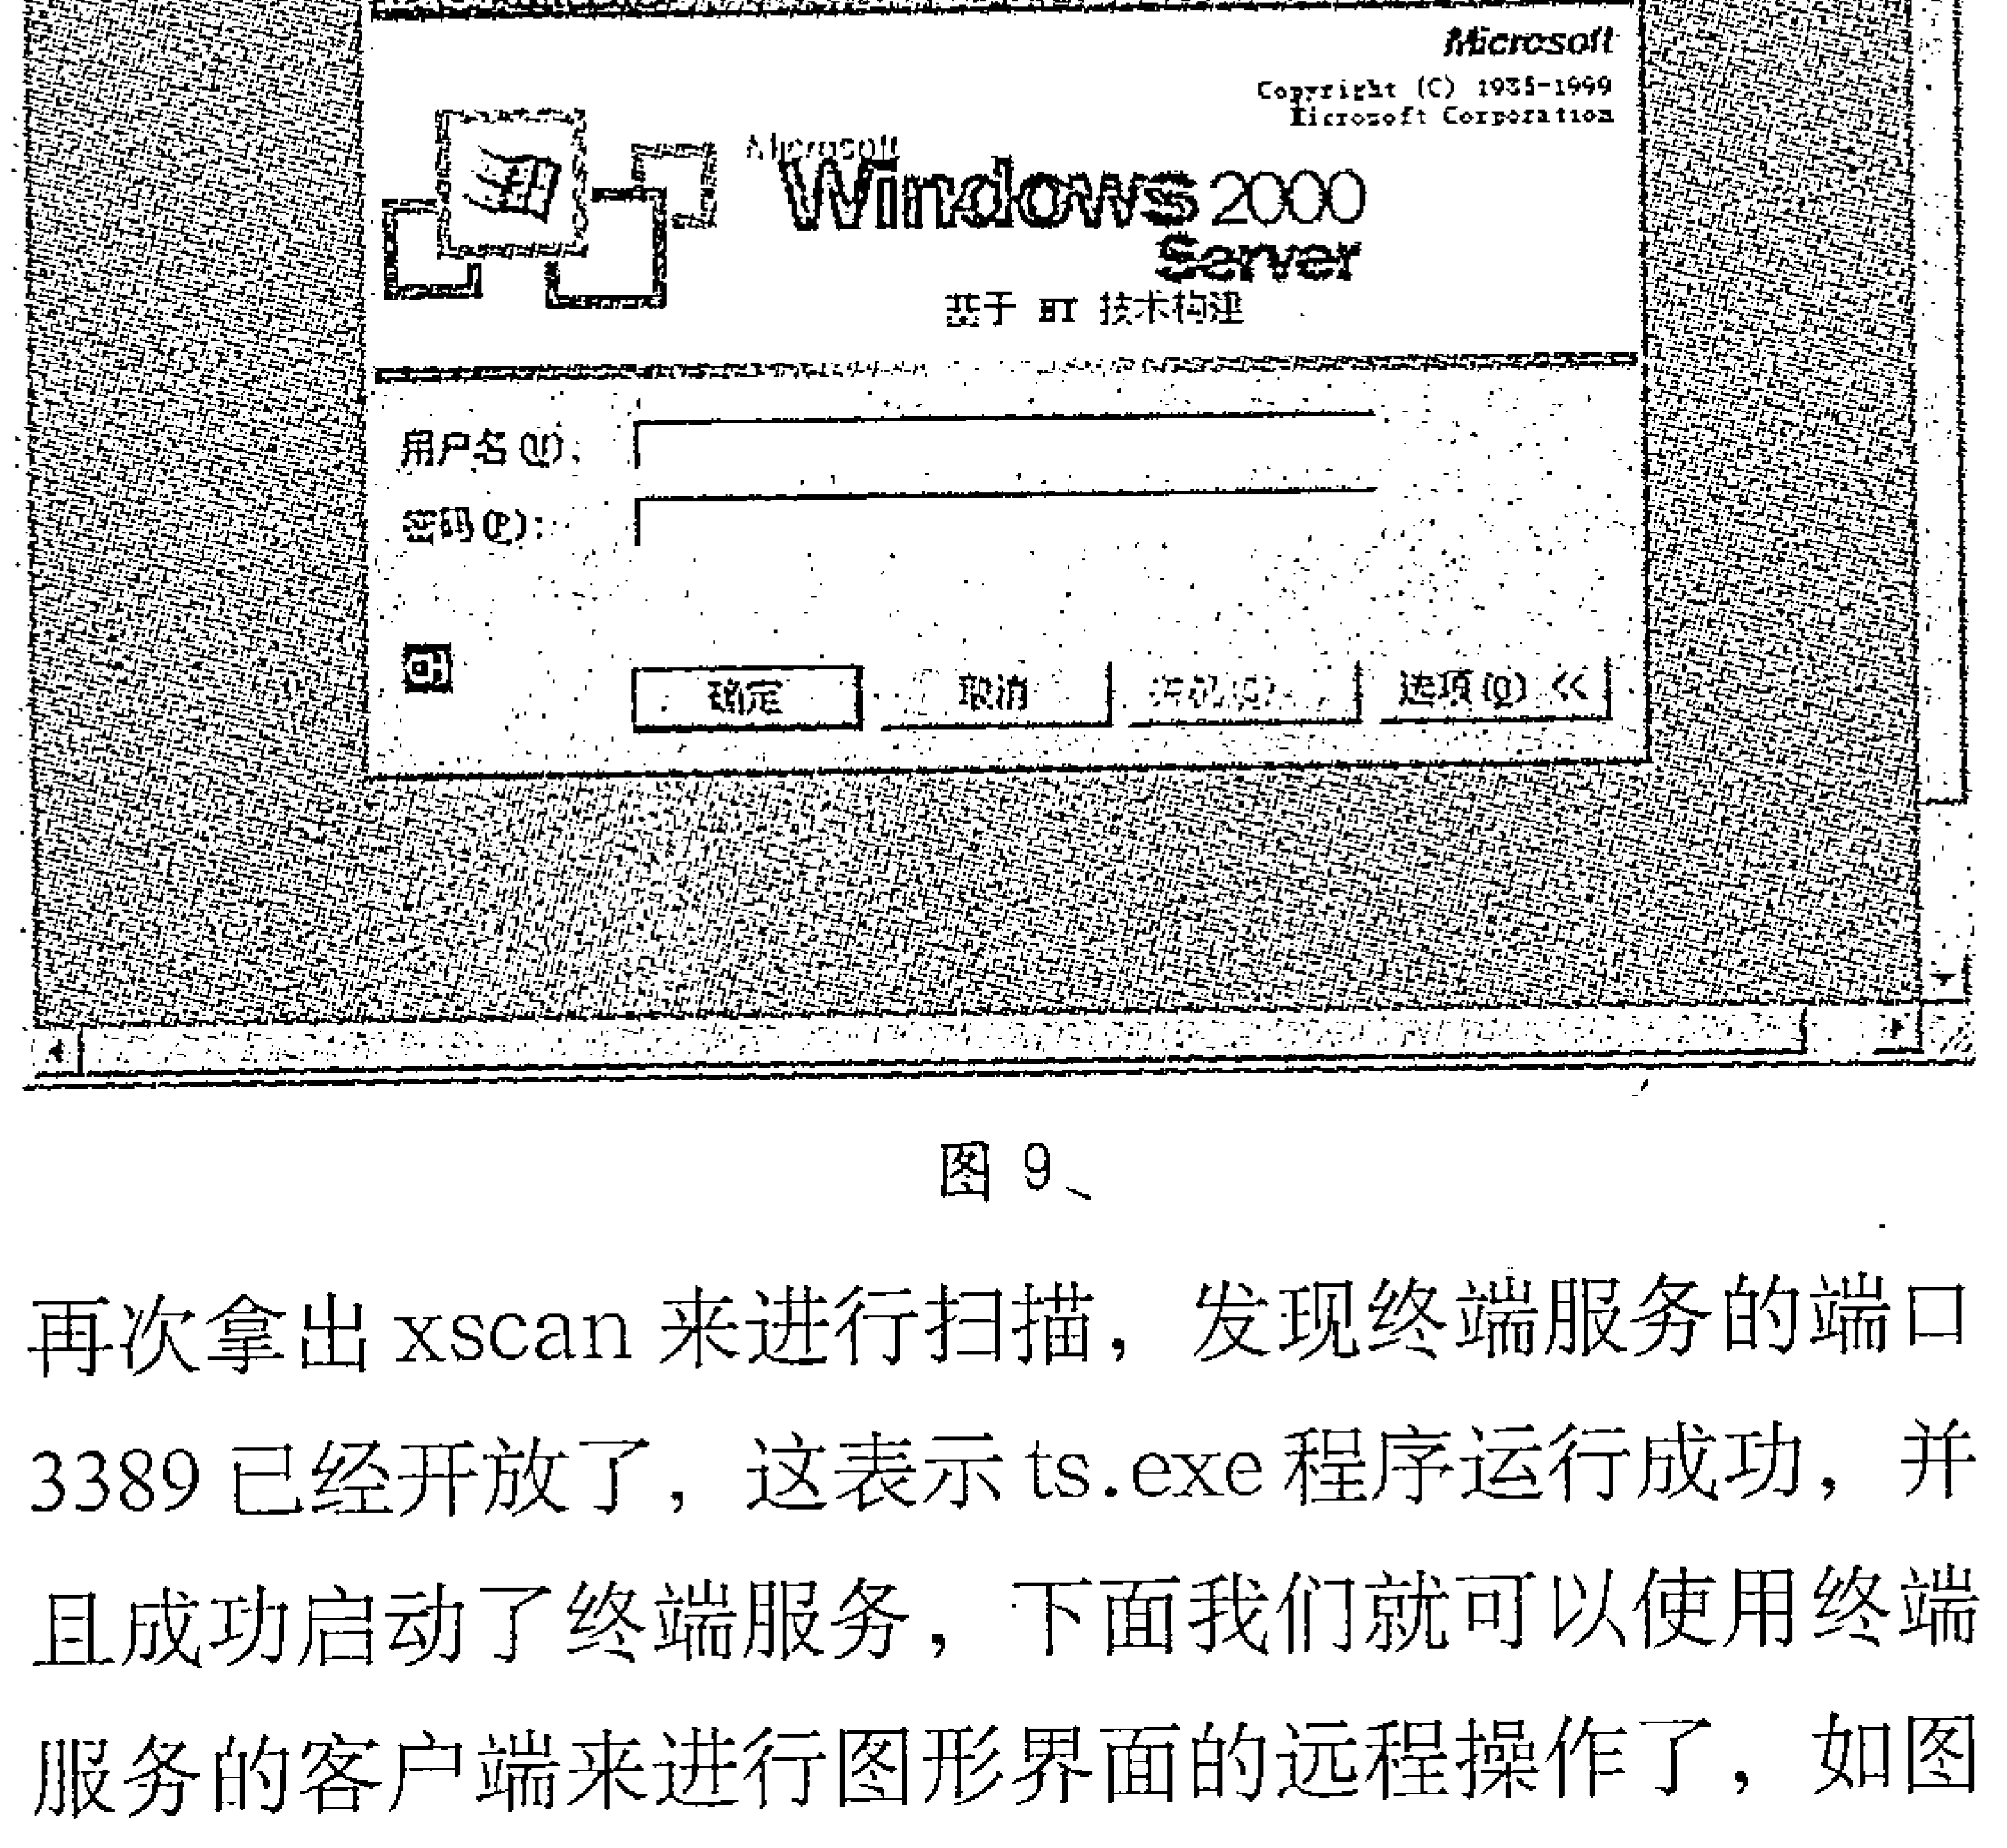 Microsoft
Copyright (C) 1985-1999
Microsoft Corporation
Microsoft
Windows 2000
Server
基于 NT 技术构建
用户名(U):
密码(P):
确定 取消 选项(O) <<
图 9
再次拿出 xscan 来进行扫描，发现终端服务的端口
3389 已经开放了，这表示 ts.exe 程序运行成功，并
且成功启动了终端服务，下面我们就可以使用终端
服务的客户端来进行图形界面的远程操作了，如图